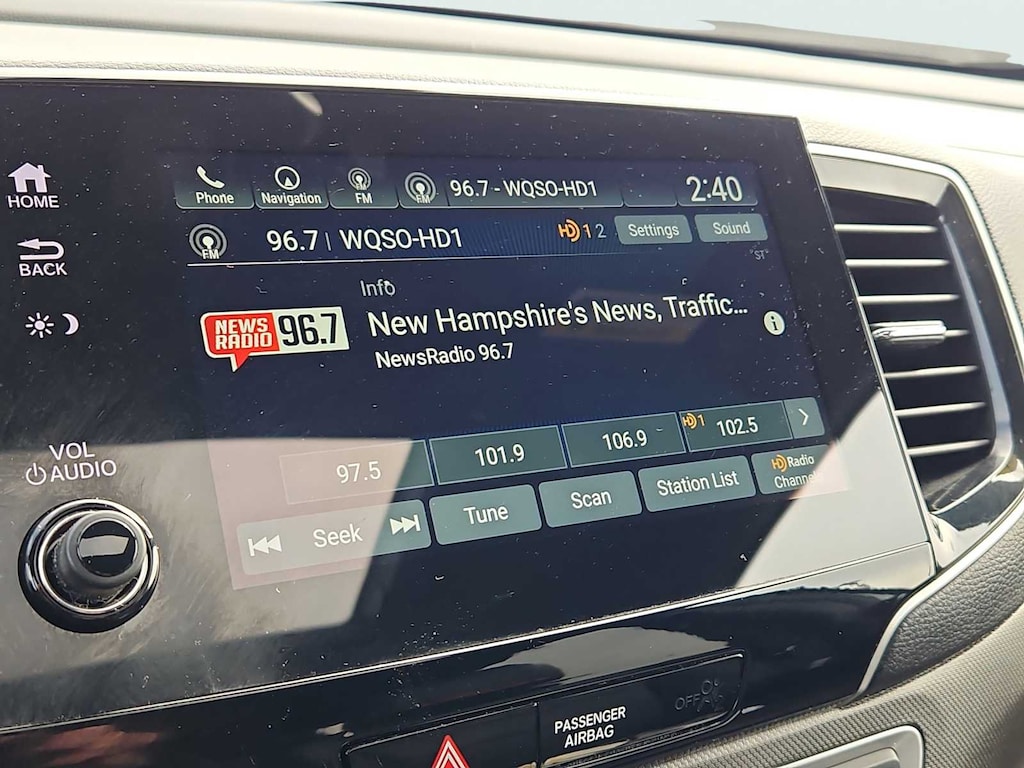 HOME
BACK
VOL
AUDIO
Phone
Navigation
FM
FM
96.7 - WQSO-HD1
2:40
FM
96.7 | WQSO-HD1
HD 1 2
Settings
Sound
"ST"
Info
NEWS
RADIO 96.7
New Hampshire's News, Traffic...
NewsRadio 96.7
i
97.5
101.9
106.9
HD 1
102.5
Seek
Tune
Scan
Station List
HD Radio
PASSENGER
AIRBAG
OFF